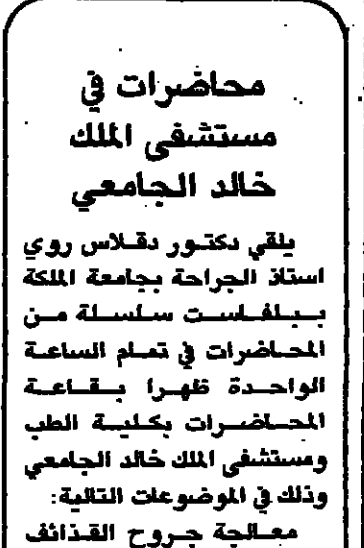 محاضرات في
مستشفى الملك
خالد الجامعي
يلقي دكتور دقلاس روي
استاذ الجراحة بجامعة الملكة
ببلفاست سلسلة من
المحاضرات في تمام الساعة
الواحدة ظهرا بقاعة
المحاضرات بكلية الطب
ومستشفى الملك خالد الجامعي
وذلك في الموضوعات التالية:
معالجة جروح القذائف